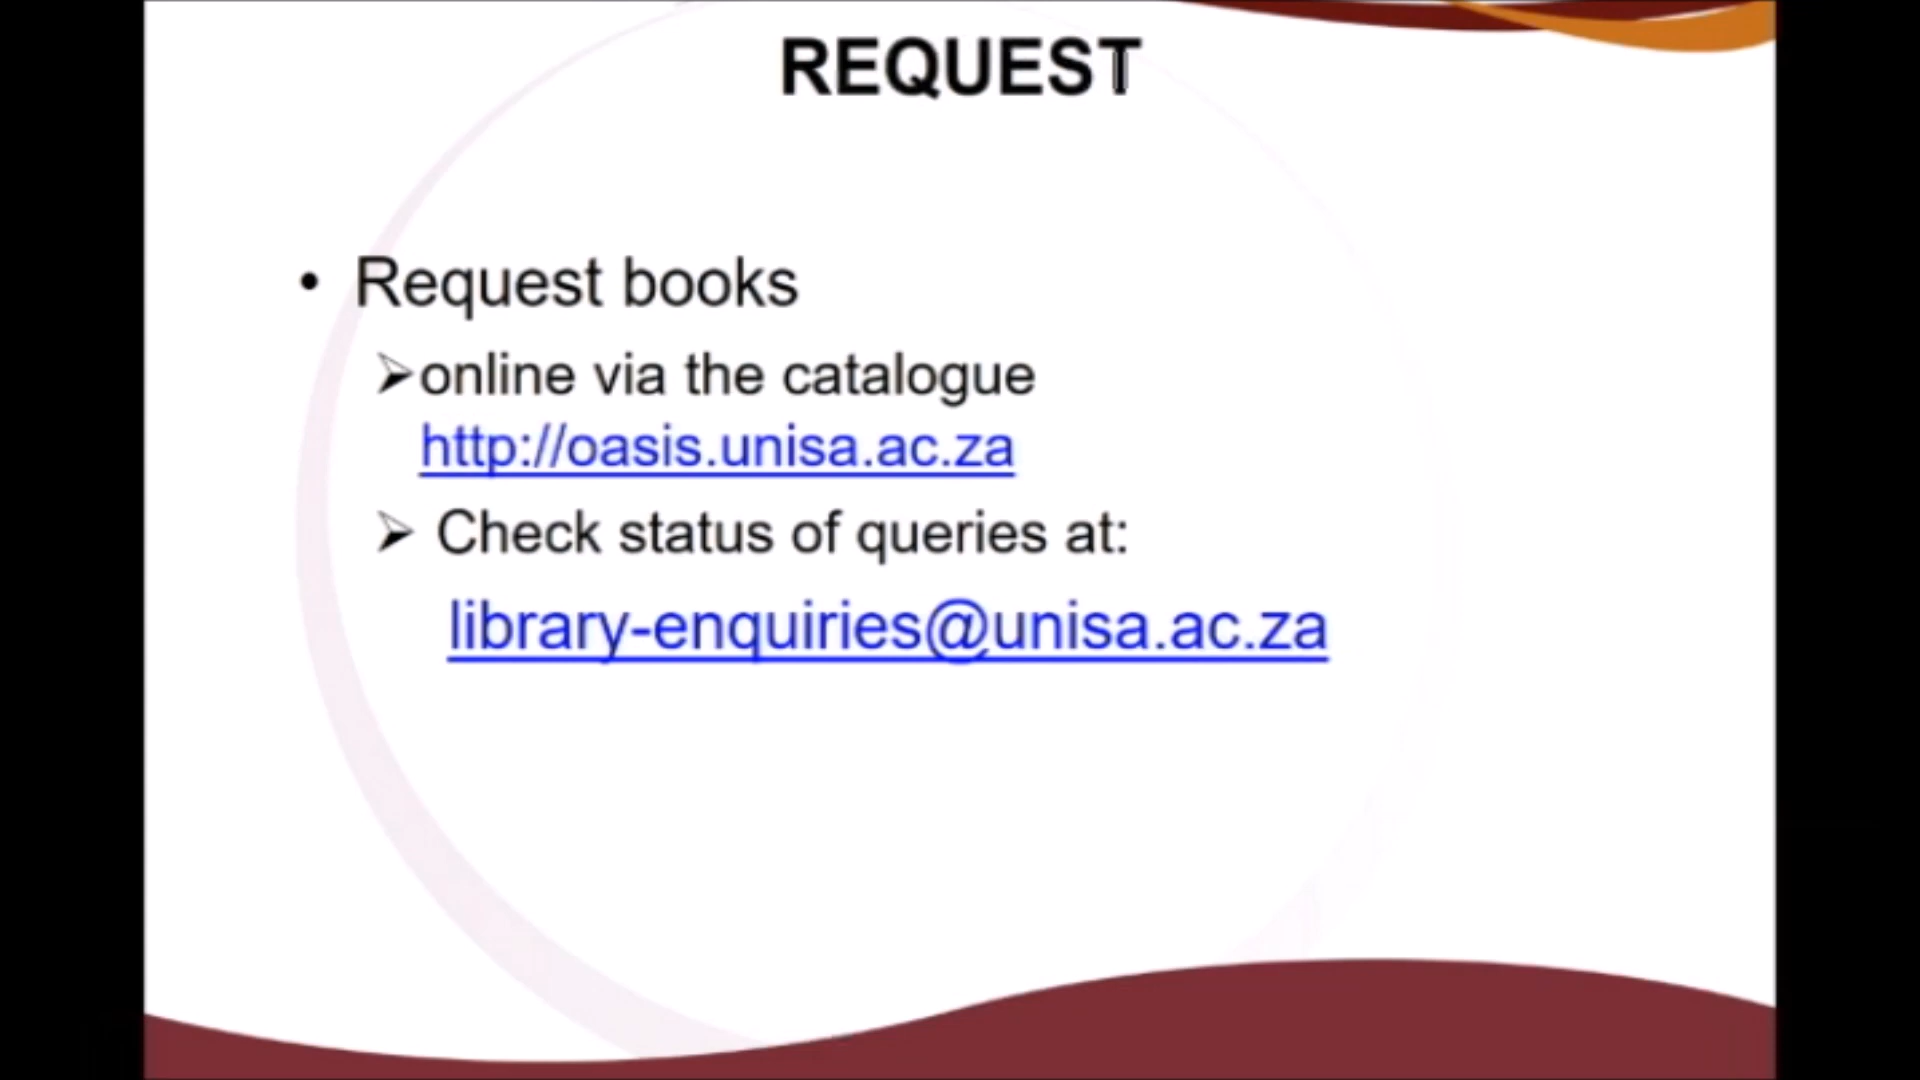 REQUEST
• Request books
➢online via the catalogue
http://oasis.unisa.ac.za
➢ Check status of queries at:
library-enquiries@unisa.ac.za